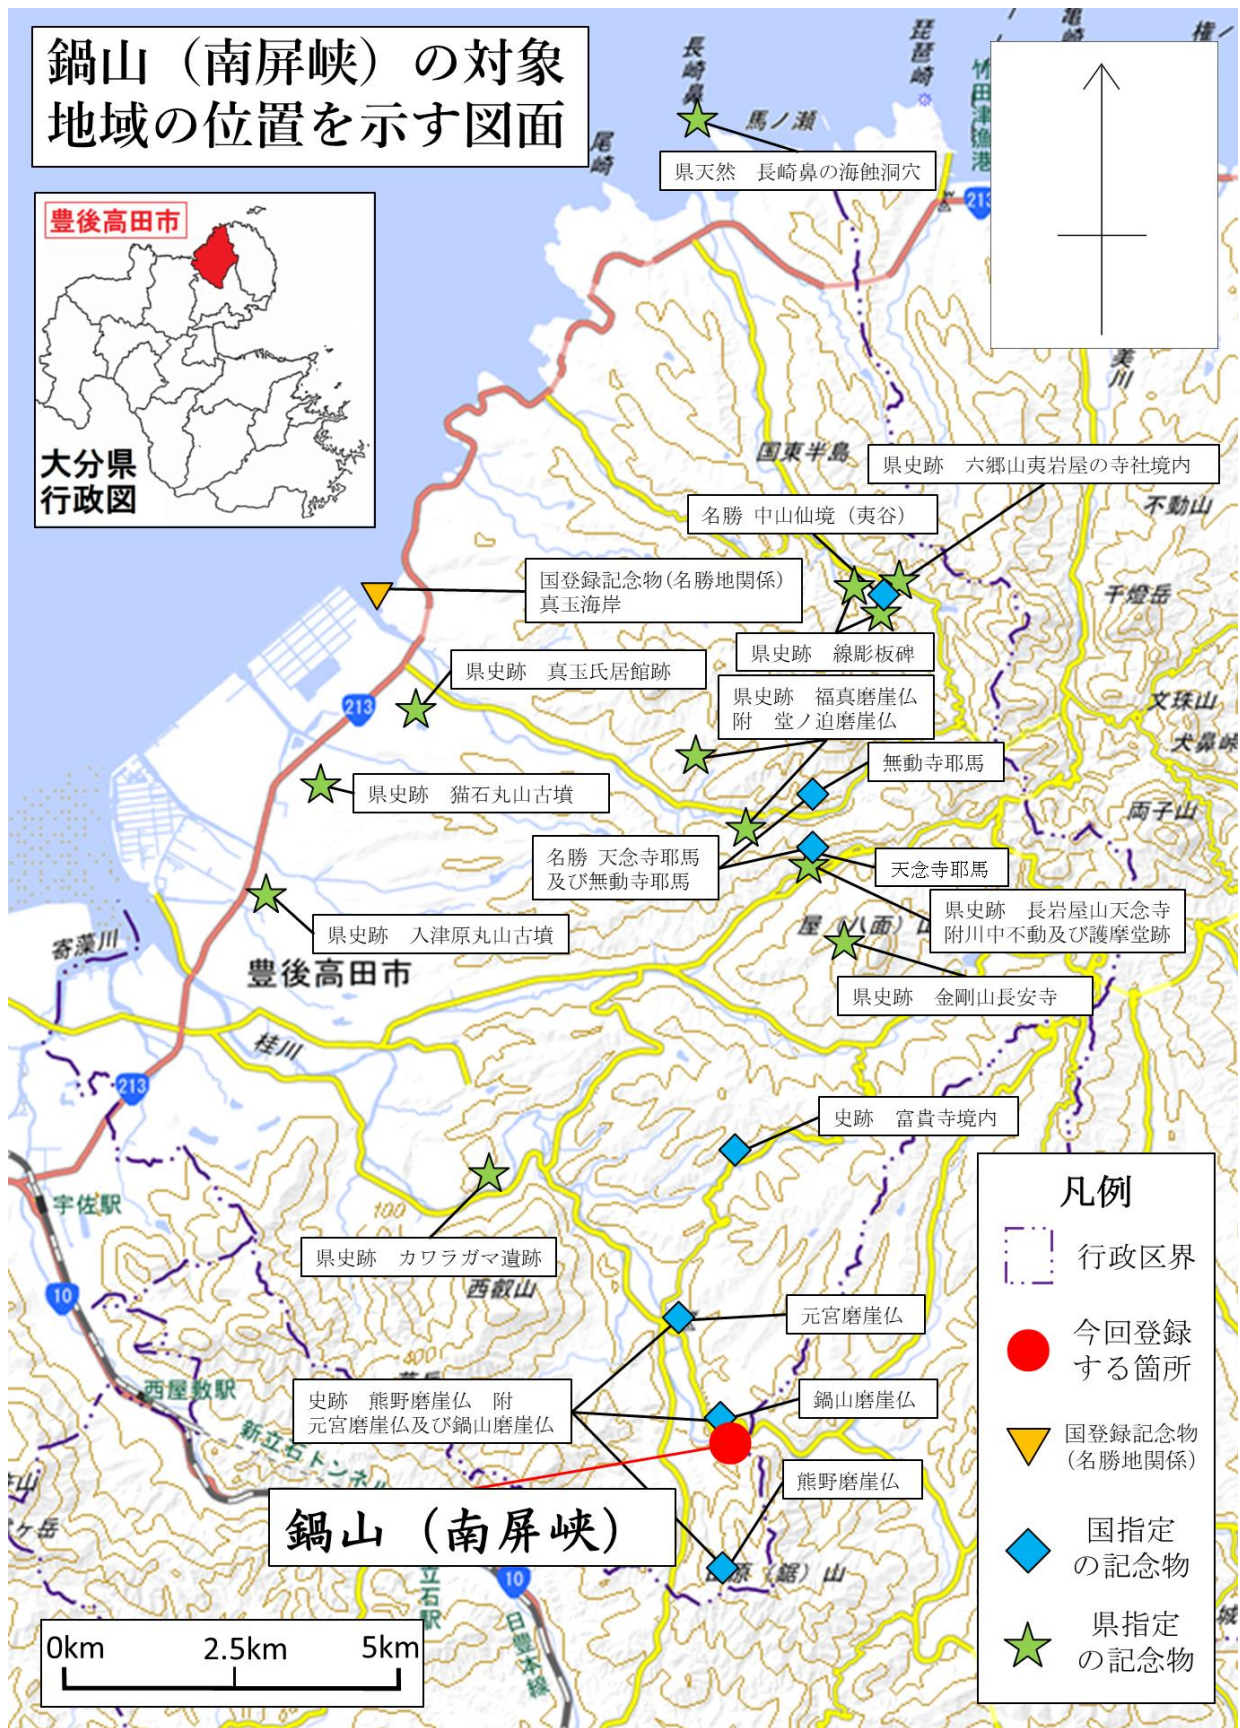 鍋山（南屏峡）の対象
地域の位置を示す図面
豊後高田市
大分県
行政図
長崎鼻
琵琶崎
馬ノ瀬
尾崎
竹田津漁港
県天然　長崎鼻の海蝕洞穴
213
美川
国東半島
県史跡　六郷山夷岩屋の寺社境内
名勝 中山仙境（夷谷）
不動山
国登録記念物(名勝地関係)
真玉海岸
千燈岳
県史跡　線彫板碑
県史跡　真玉氏居館跡
県史跡　福真磨崖仏
附　堂ノ迫磨崖仏
文珠山
犬鼻峠
213
無動寺耶馬
県史跡　猫石丸山古墳
両子山
名勝 天念寺耶馬
及び無動寺耶馬
天念寺耶馬
県史跡　長岩屋山天念寺
附川中不動及び護摩堂跡
屋（八面）山
県史跡　入津原丸山古墳
寄藻川
豊後高田市
県史跡　金剛山長安寺
桂川
213
史跡　富貴寺境内
100
宇佐駅
県史跡　カワラガマ遺跡
西叡山
10
元宮磨崖仏
400
西屋敷駅
史跡　熊野磨崖仏　附
元宮磨崖仏及び鍋山磨崖仏
鍋山磨崖仏
新立石トンネル
熊野磨崖仏
鍋山（南屏峡）
（鋸）山
立石駅
10
日豊本線
城
0km
2.5km
5km
凡例
行政区界
今回登録
する箇所
国登録記念物
（名勝地関係）
国指定
の記念物
県指定
の記念物